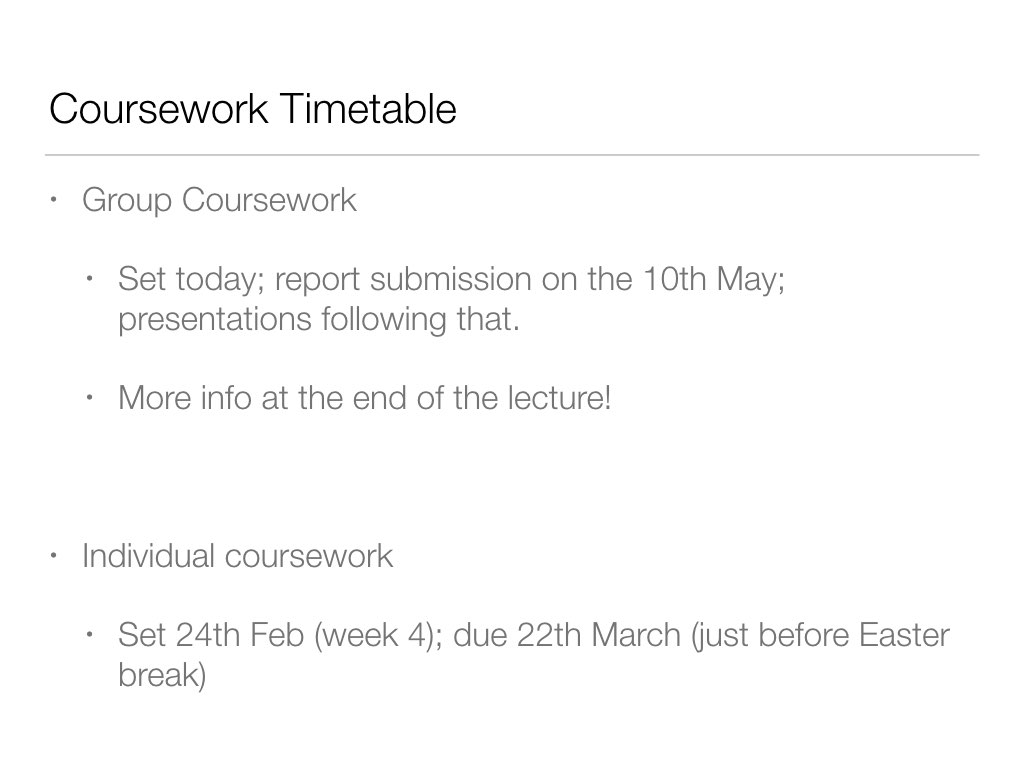 Coursework Timetable
• Group Coursework
• Set today; report submission on the 10th May;
presentations following that.
• More info at the end of the lecture!
• Individual coursework
• Set 24th Feb (week 4); due 22th March (just before Easter
break)